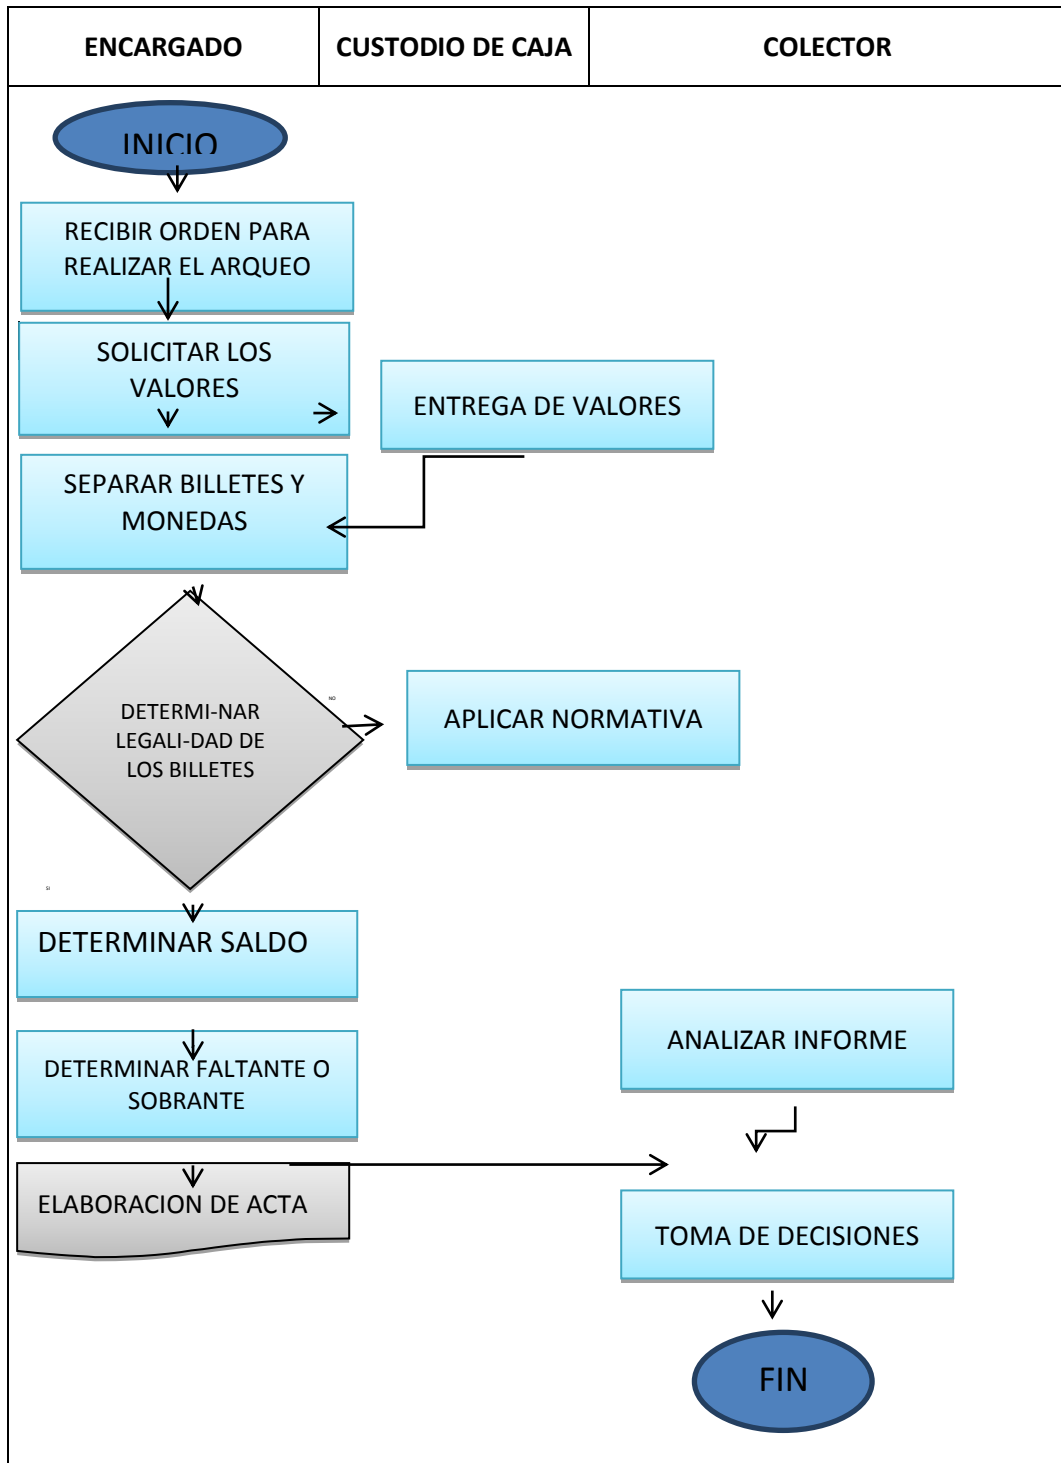 ENCARGADO
CUSTODIO DE CAJA
COLECTOR
INICIO
RECIBIR ORDEN PARA
REALIZAR EL ARQUEO
SOLICITAR LOS
VALORES
ENTREGA DE VALORES
SEPARAR BILLETES Y
MONEDAS
DETERMI-NAR
LEGALI-DAD DE
LOS BILLETES
NO
APLICAR NORMATIVA
SI
DETERMINAR SALDO
DETERMINAR FALTANTE O
SOBRANTE
ANALIZAR INFORME
ELABORACION DE ACTA
TOMA DE DECISIONES
FIN